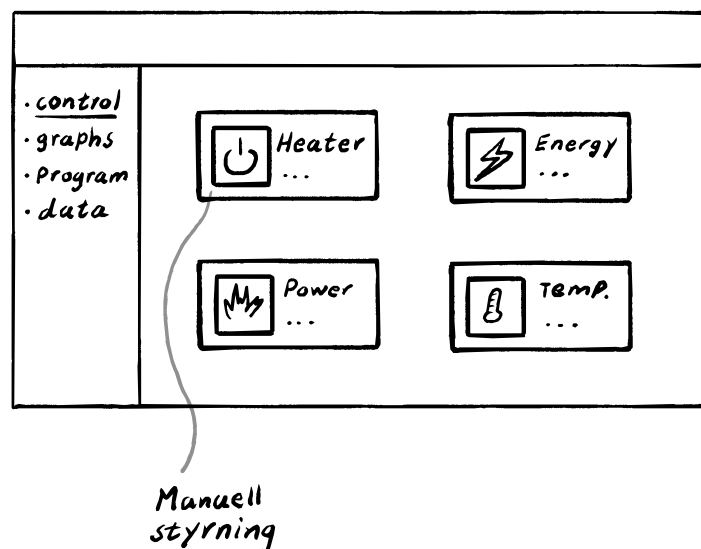 · control
· graphs
· Program
· data
Heater
...
Energy
...
Power
...
Temp.
...
Manuell
styrning